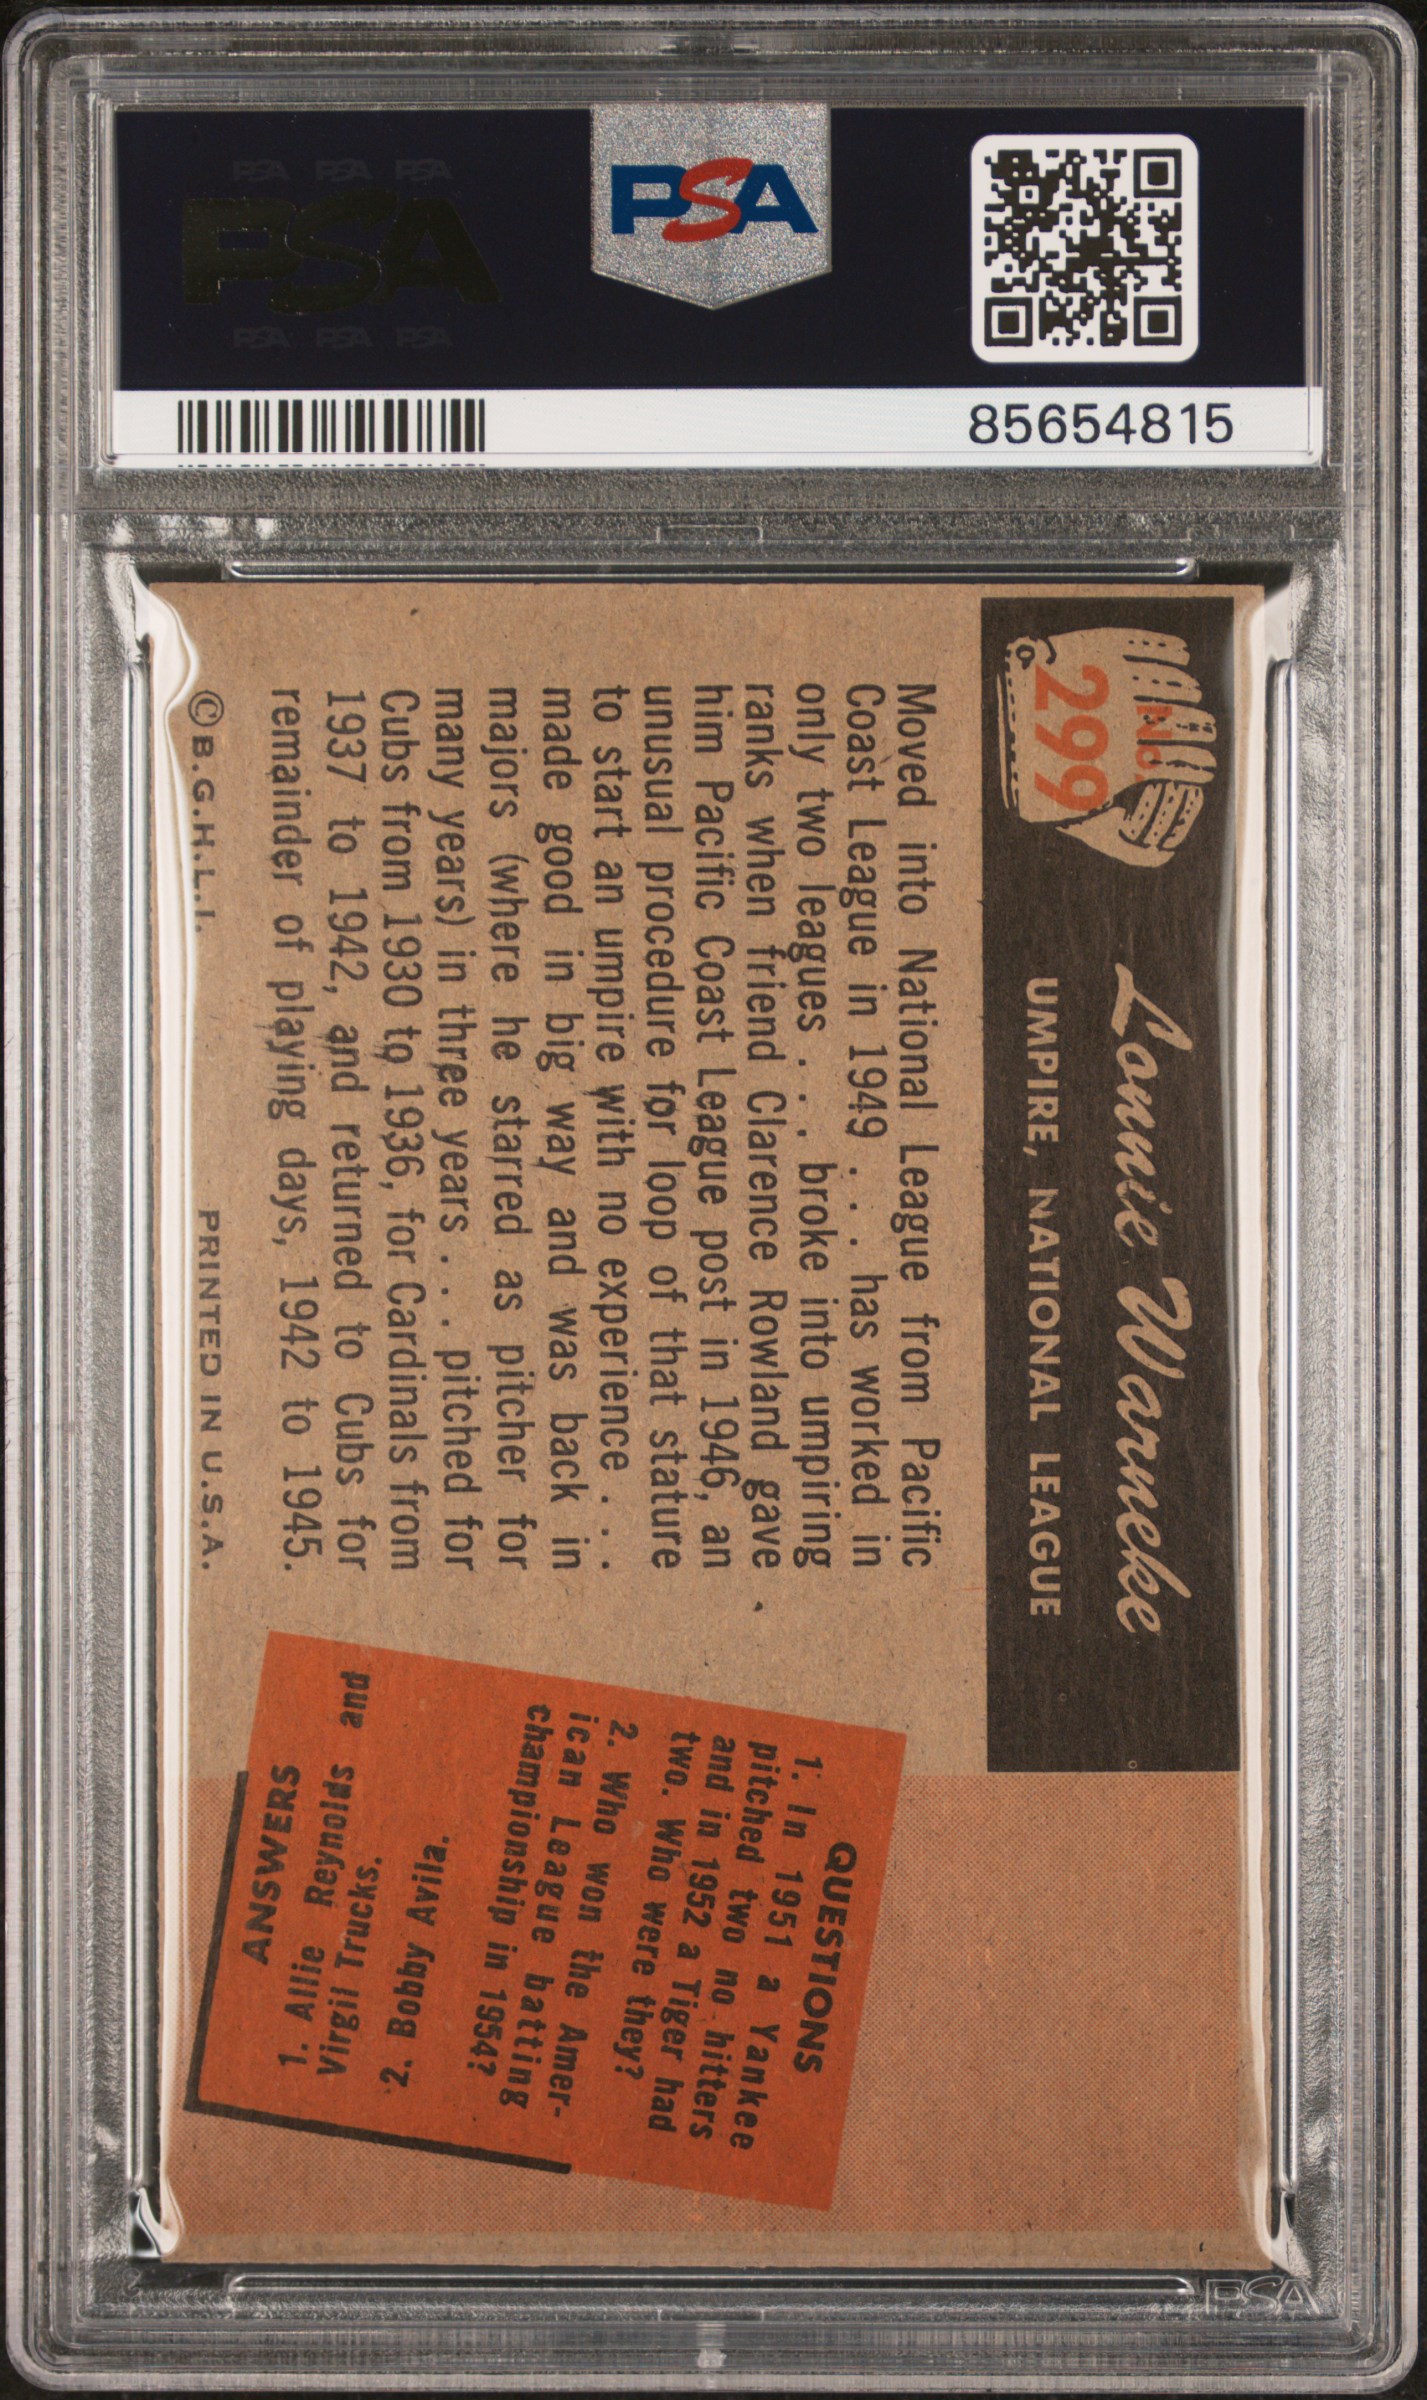 PSA PSA PSA
PSA
PSA PSA PSA
PSA
85654815
No.
299
Lonnie Warneke
UMPIRE, NATIONAL LEAGUE
Moved into National League from Pacific
Coast League in 1949 . . . has worked in
only two leagues . . . broke into umpiring
ranks when friend Clarence Rowland gave
him Pacific Coast League post in 1946, an
unusual procedure for loop of that stature
to start an umpire with no experience . . .
made good in big way and was back in
majors (where he starred as pitcher for
many years) in three years . . . pitched for
Cubs from 1930 to 1936, for Cardinals from
1937 to 1942, and returned to Cubs for
remainder of playing days, 1942 to 1945.
© B.G.H.L.I. PRINTED IN U.S.A.
QUESTIONS
1. In 1951 a Yankee
pitched two no-hitters
and in 1952 a Tiger had
two. Who were they?
2. Who won the Amer-
ican League batting
championship in 1954?
ANSWERS
1. Allie Reynolds and
Virgil Trucks.
2. Bobby Avila.
PSA